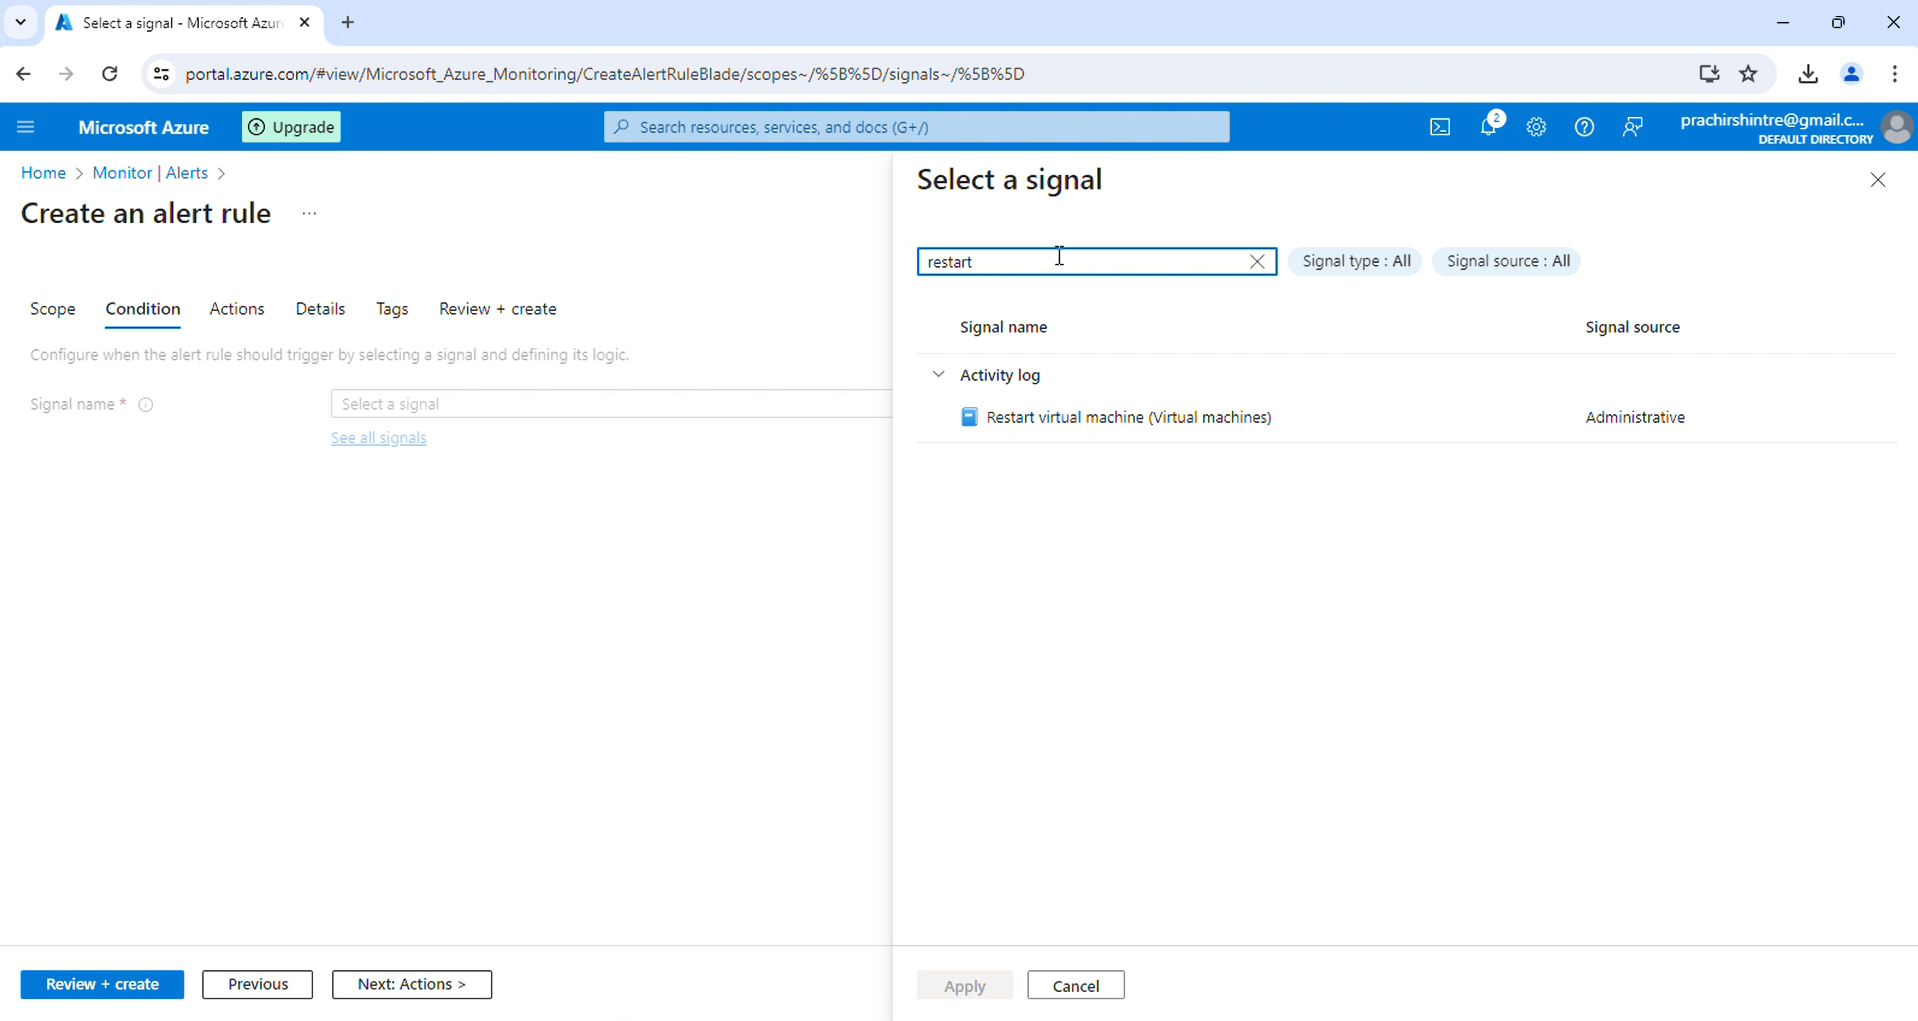 Select a signal - Microsoft Azur
portal.azure.com/#view/Microsoft_Azure_Monitoring/CreateAlertRuleBlade/scopes~/%5B%5D/signals~/%5B%5D
Microsoft Azure
Upgrade
Search resources, services, and docs (G+/)
2
prachirshintre@gmail.c...
DEFAULT DIRECTORY
Home > Monitor | Alerts >
Create an alert rule ...
Scope Condition Actions Details Tags Review + create
Configure when the alert rule should trigger by selecting a signal and defining its logic.
Signal name *
Select a signal
See all signals
Review + create Previous Next: Actions >
Select a signal
restart
Signal type : All Signal source : All
Signal name Signal source
Activity log
Restart virtual machine (Virtual machines) Administrative
Apply Cancel